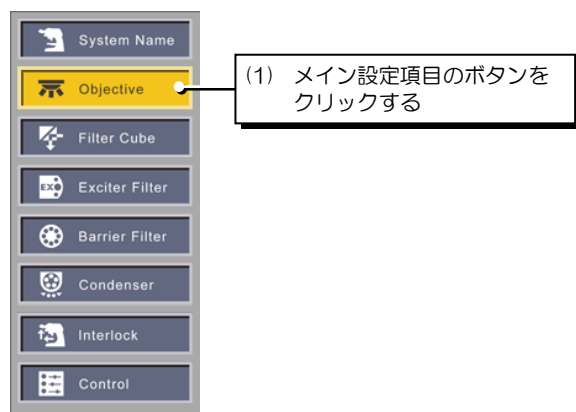 System Name
Objective
(1) メイン設定項目のボタンを
クリックする
Filter Cube
EX
Exciter Filter
Barrier Filter
Condenser
Interlock
Control